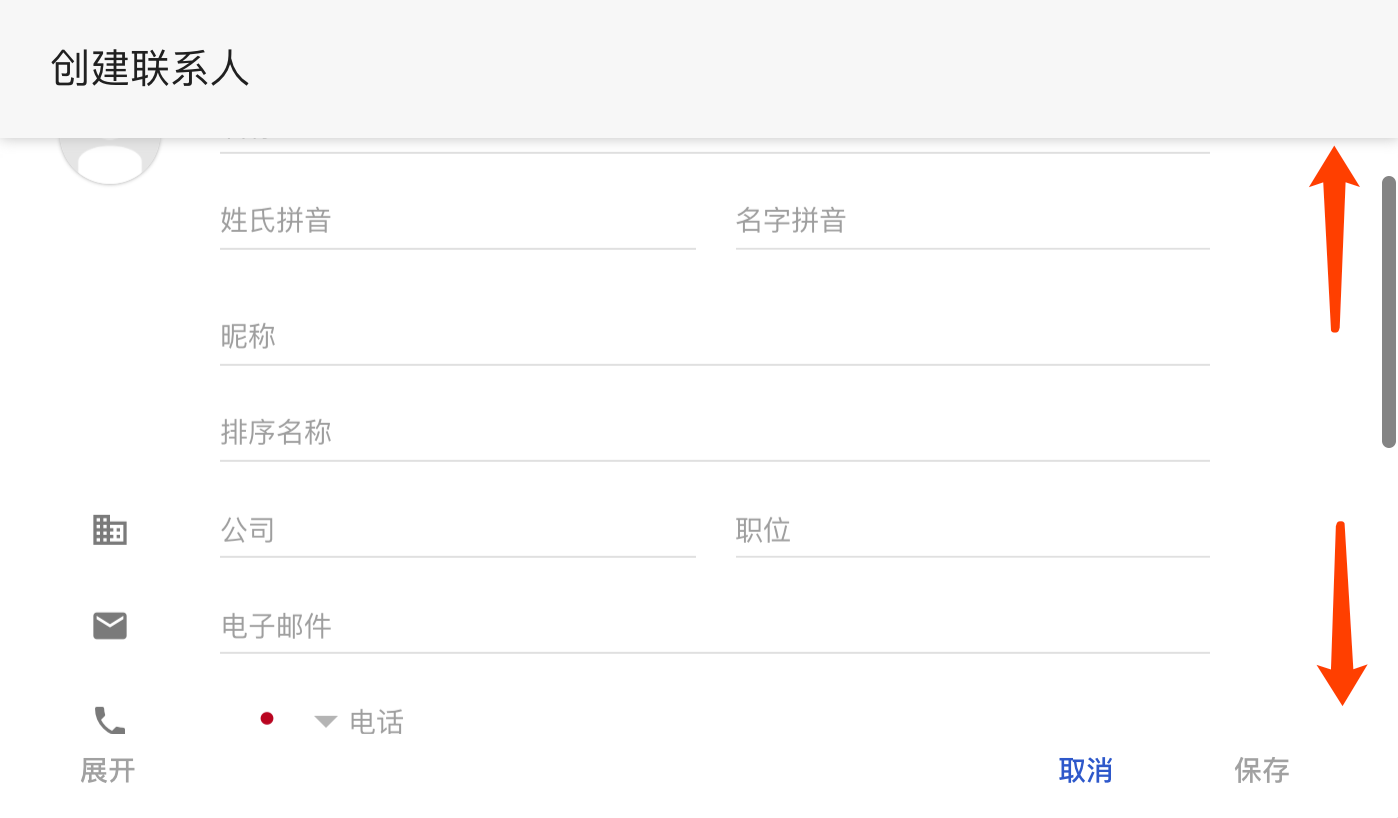 创建联系人
姓氏拼音 名字拼音
昵称
排序名称
公司 职位
电子邮件
电话
展开 取消 保存